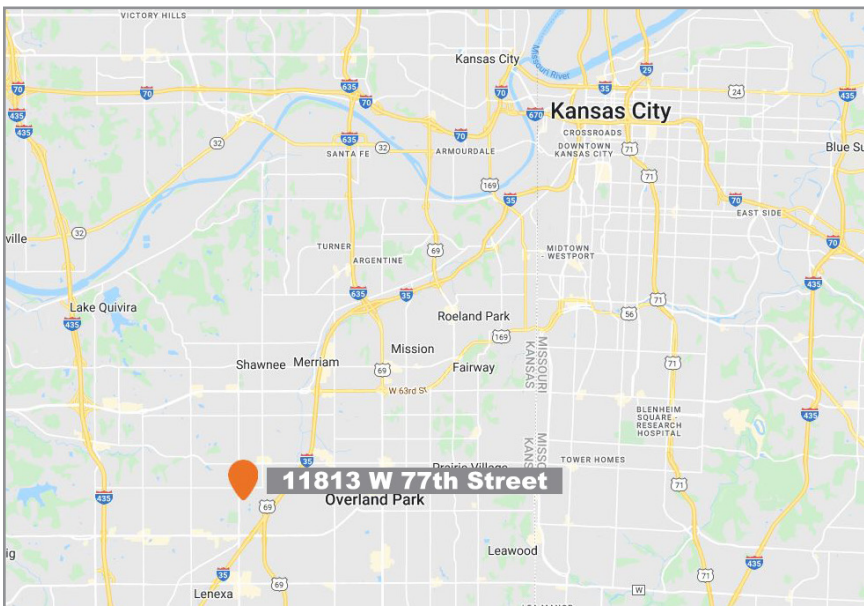 VICTORY HILLS
Kansas City
Missouri River
29
635
70
70
70
35
24
435
435
70
435
670
Kansas City
CROSSROADS
DOWNTOWN
KANSAS CITY
635
32
SANTA FE
32
ARMOURDALE
70
71
Blue Su
169
71
35
70
EAST SIDE
ville
32
TURNER
ARGENTINE
69
MIDTOWN
- WESTPORT
70
635
35
435
Lake Quivira
435
Roeland Park
71
56
169
Shawnee
Merriam
Mission
69
Fairway
MISSOURI
KANSAS
W 63rd St
BLENHEIM
SQUARE -
RESEARCH
HOSPITAL
435
35
TOWER HOMES
Prairie Village
11813 W 77th Street
71
435
69
Overland Park
ig
Leawood
435
35
69
71
Lenexa
W